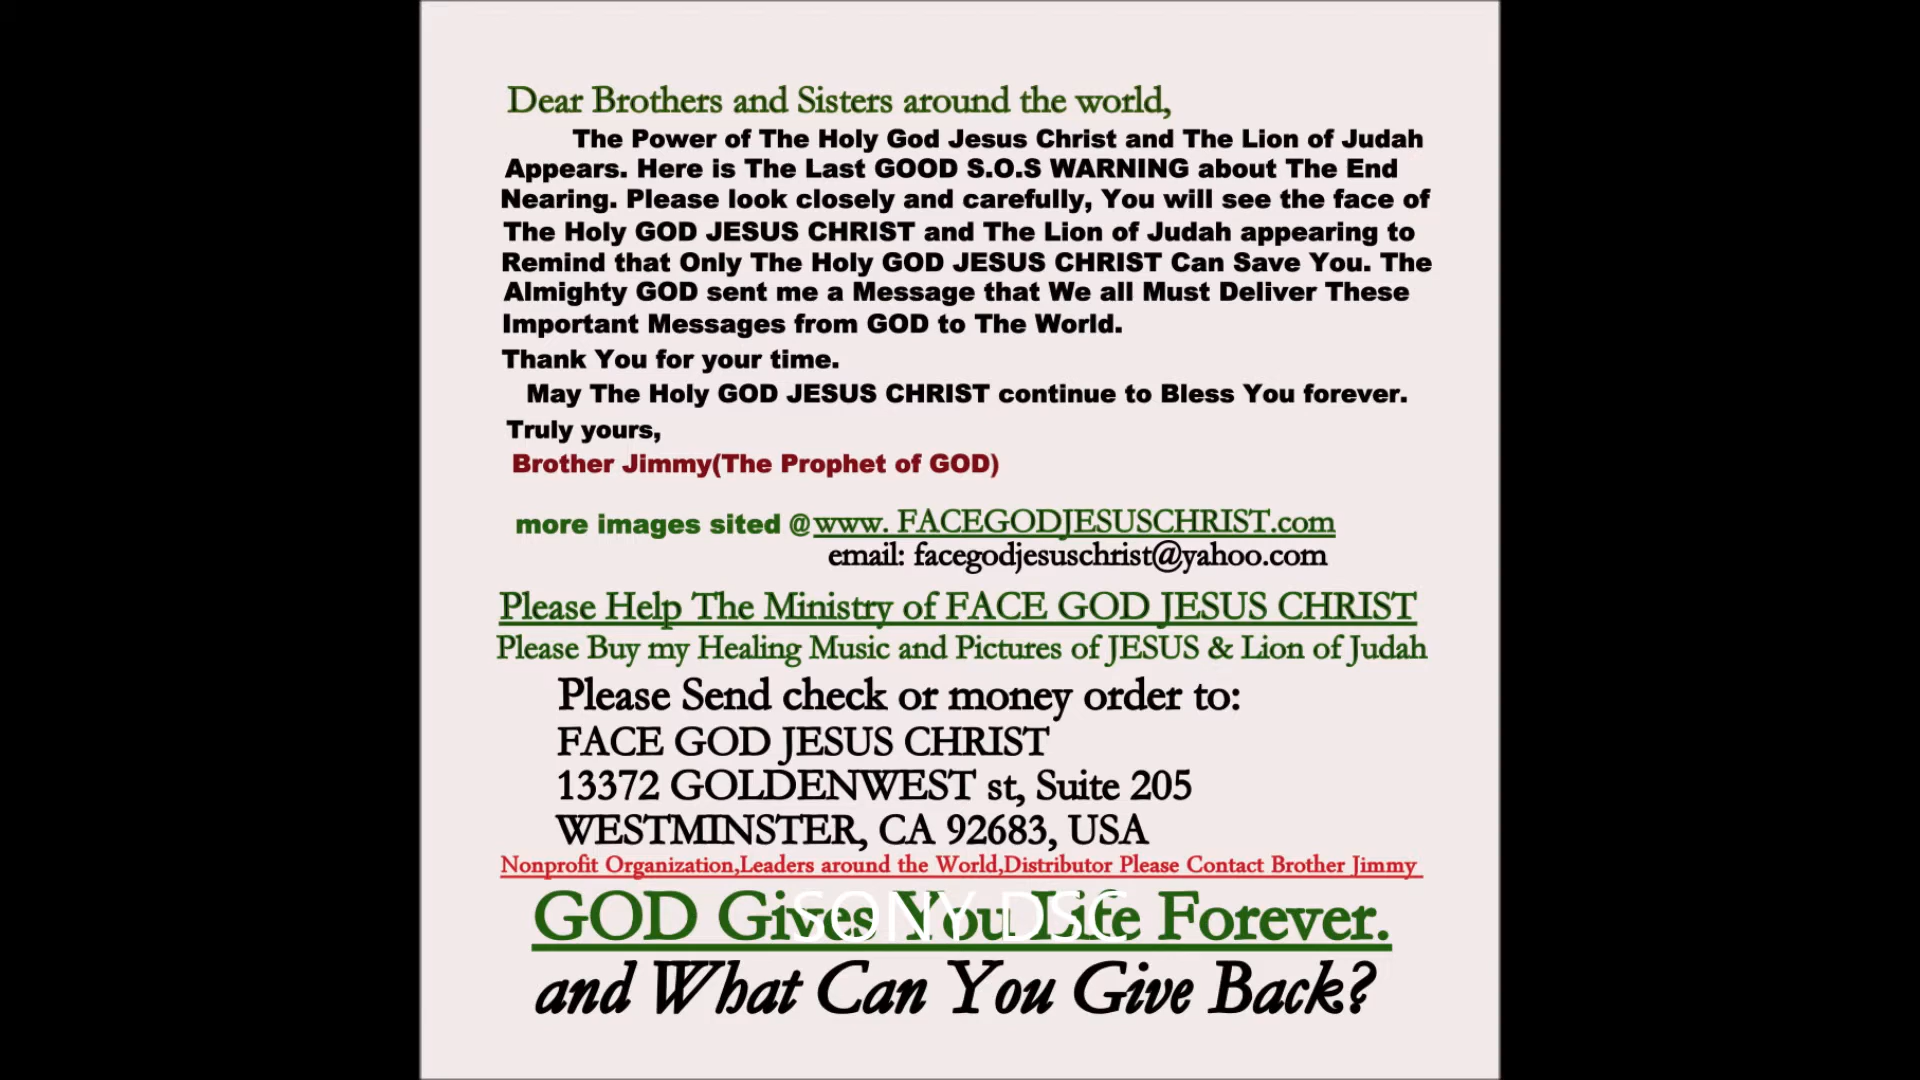 Dear Brothers and Sisters around the world,
The Power of The Holy God Jesus Christ and The Lion of Judah
Appears. Here is The Last GOOD S.O.S WARNING about The End
Nearing. Please look closely and carefully, You will see the face of
The Holy GOD JESUS CHRIST and The Lion of Judah appearing to
Remind that Only The Holy GOD JESUS CHRIST Can Save You. The
Almighty GOD sent me a Message that We all Must Deliver These
Important Messages from GOD to The World.
Thank You for your time.
May The Holy GOD JESUS CHRIST continue to Bless You forever.
Truly yours,
Brother Jimmy(The Prophet of GOD)
more images sited @www. FACEGODJESUSCHRIST.com
email: facegodjesuschrist@yahoo.com
Please Help The Ministry of FACE GOD JESUS CHRIST
Please Buy my Healing Music and Pictures of JESUS & Lion of Judah
Please Send check or money order to:
FACE GOD JESUS CHRIST
13372 GOLDENWEST st, Suite 205
WESTMINSTER, CA 92683, USA
Nonprofit Organization,Leaders around the World,Distributor Please Contact Brother Jimmy
GOD Gives You Life Forever.
SONY DSC
and What Can You Give Back?